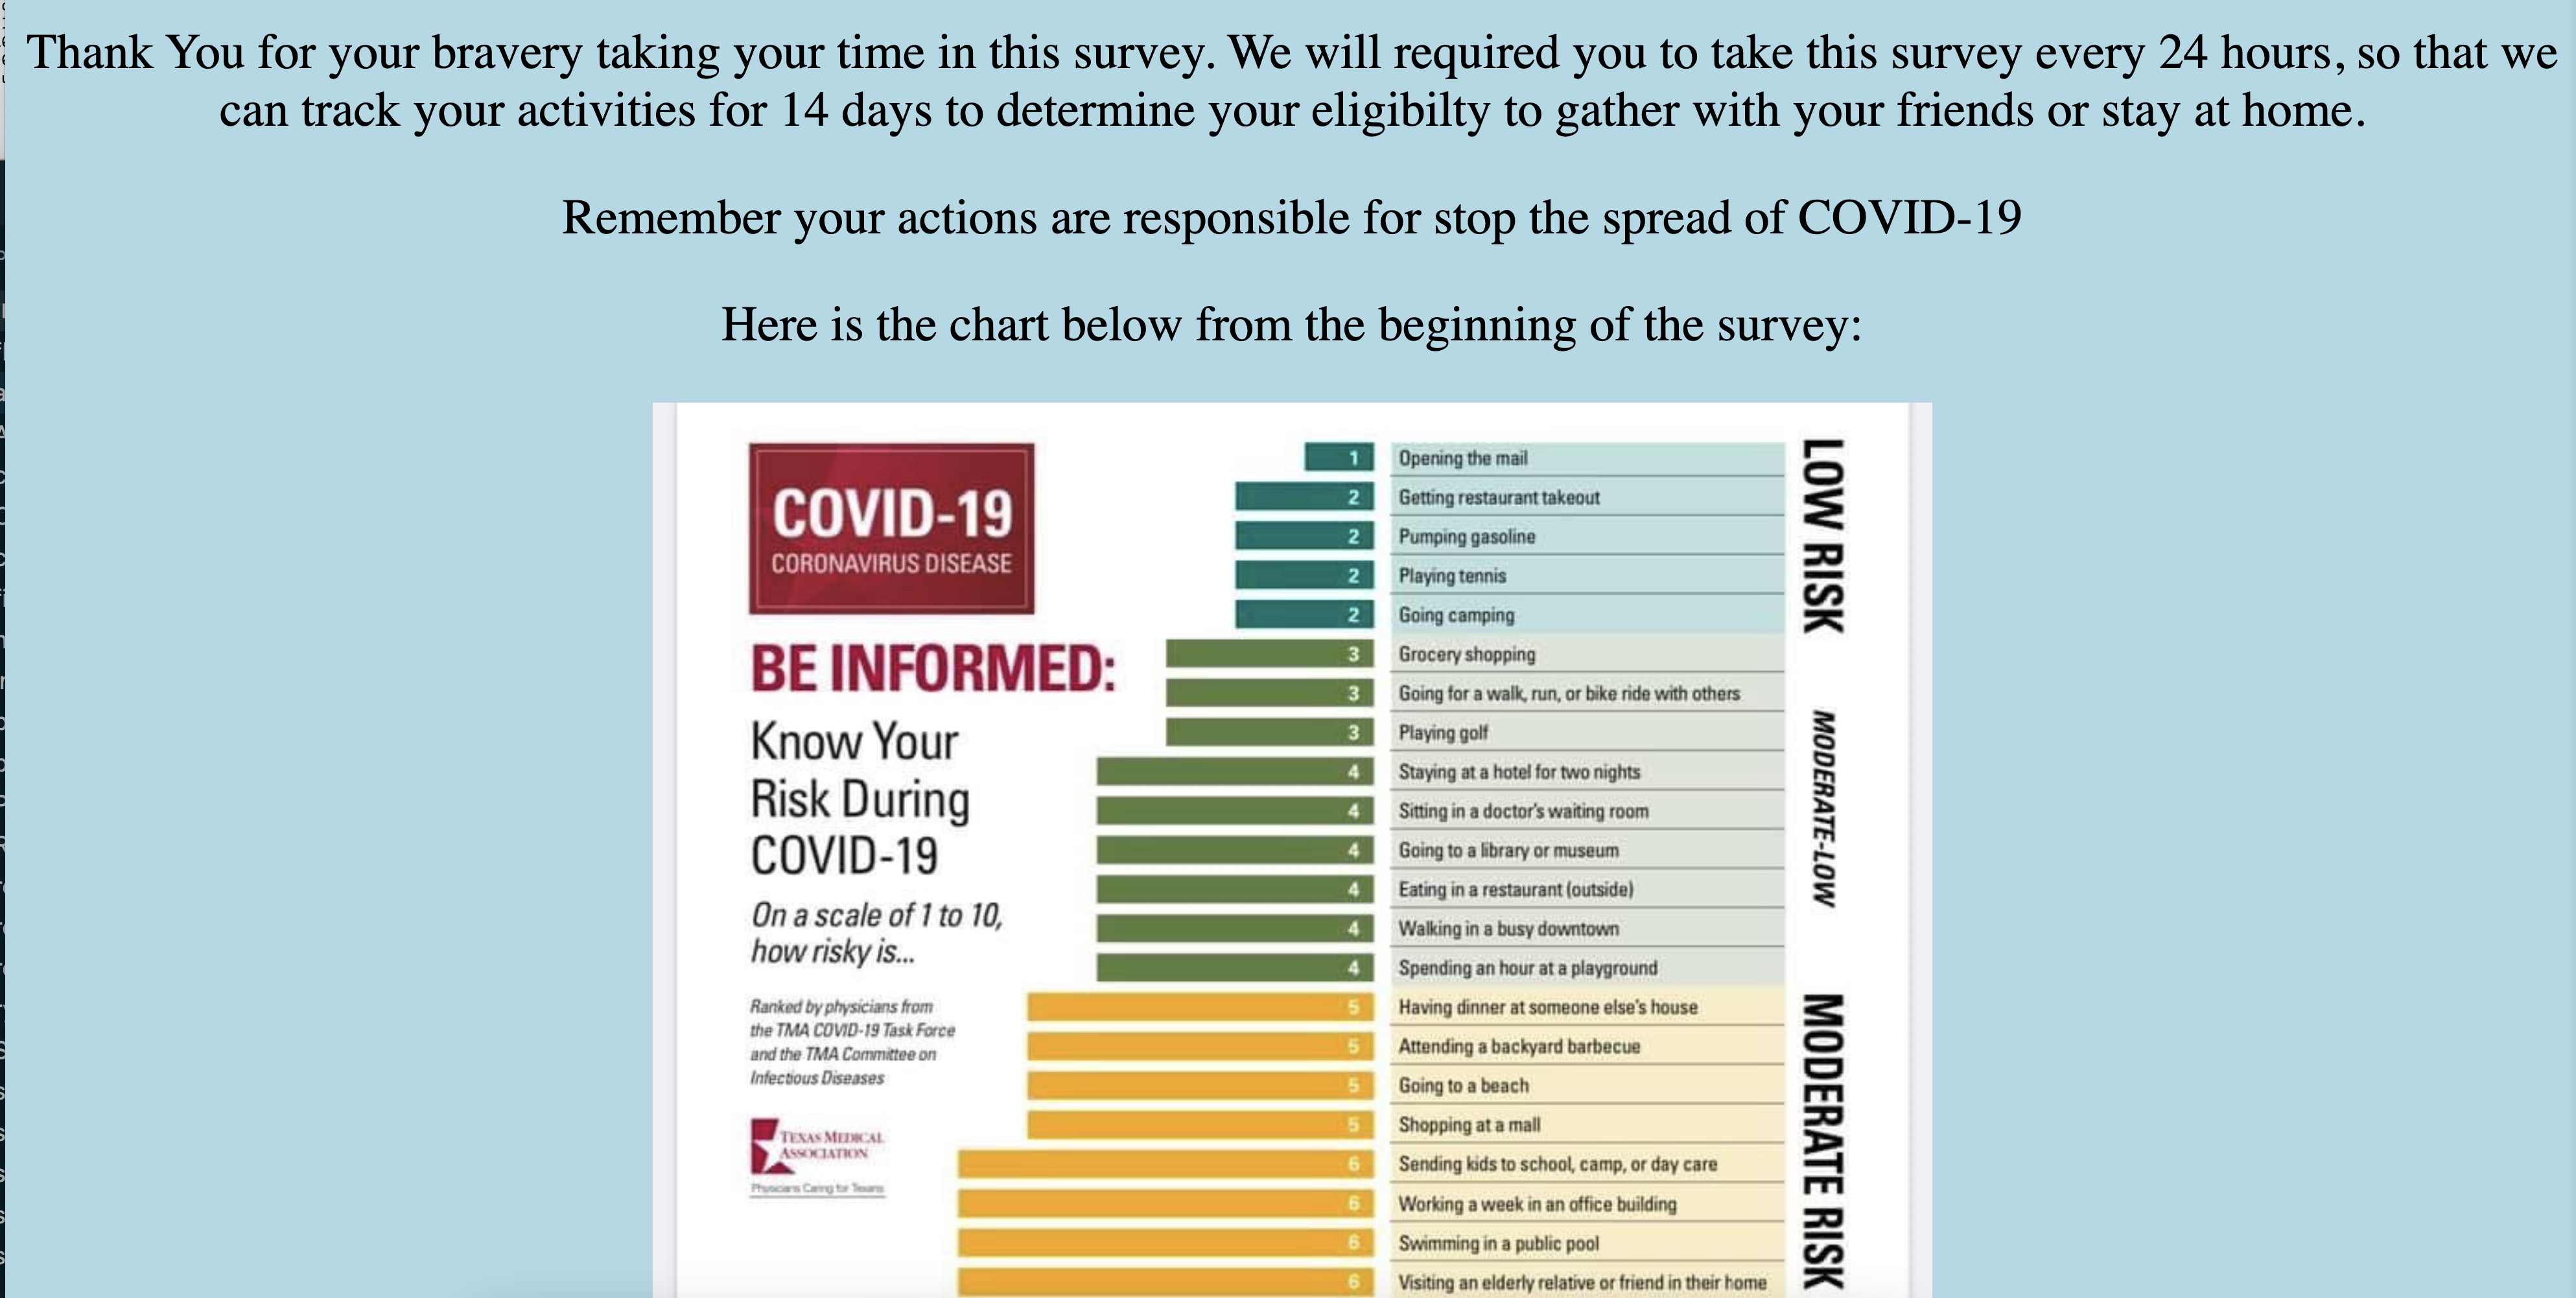 Thank You for your bravery taking your time in this survey. We will required you to take this survey every 24 hours, so that we
can track your activities for 14 days to determine your eligibilty to gather with your friends or stay at home.
Remember your actions are responsible for stop the spread of COVID-19
Here is the chart below from the beginning of the survey:
COVID-19
CORONAVIRUS DISEASE
BE INFORMED:
Know Your
Risk During
COVID-19
On a scale of 1 to 10,
how risky is...
Ranked by physicians from
the TMA COVID-19 Task Force
and the TMA Committee on
Infectious Diseases
TEXAS MEDICAL
ASSOCIATION
Physicians Caring for Texans
1 Opening the mail
2 Getting restaurant takeout
2 Pumping gasoline
2 Playing tennis
2 Going camping
3 Grocery shopping
3 Going for a walk, run, or bike ride with others
3 Playing golf
4 Staying at a hotel for two nights
4 Sitting in a doctor's waiting room
4 Going to a library or museum
4 Eating in a restaurant (outside)
4 Walking in a busy downtown
4 Spending an hour at a playground
5 Having dinner at someone else's house
5 Attending a backyard barbecue
5 Going to a beach
5 Shopping at a mall
6 Sending kids to school, camp, or day care
6 Working a week in an office building
6 Swimming in a public pool
6 Visiting an elderly relative or friend in their home
LOW RISK
MODERATE-LOW
MODERATE RISK